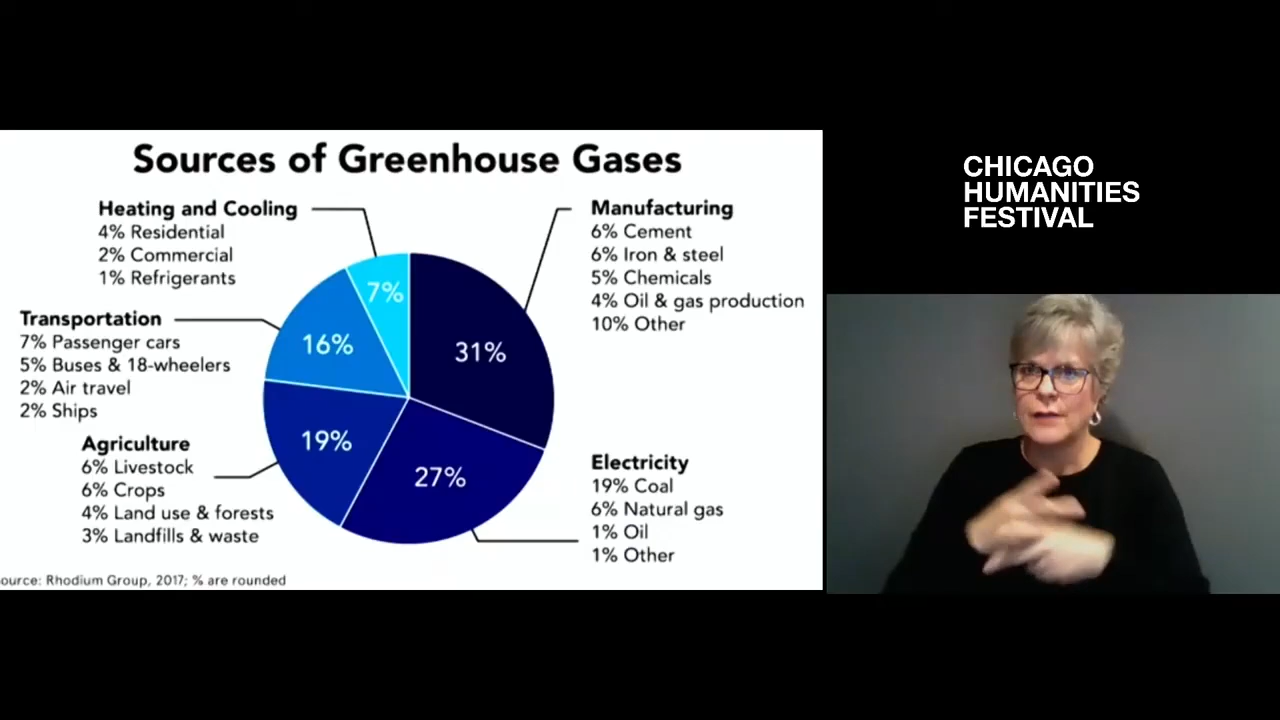 Sources of Greenhouse Gases
Heating and Cooling
4% Residential
2% Commercial
1% Refrigerants
Transportation
7% Passenger cars
5% Buses & 18-wheelers
2% Air travel
2% Ships
Agriculture
6% Livestock
6% Crops
4% Land use & forests
3% Landfills & waste
7%
16%
31%
19%
27%
Manufacturing
6% Cement
6% Iron & steel
5% Chemicals
4% Oil & gas production
10% Other
Electricity
19% Coal
6% Natural gas
1% Oil
1% Other
ource: Rhodium Group, 2017; % are rounded
CHICAGO
HUMANITIES
FESTIVAL